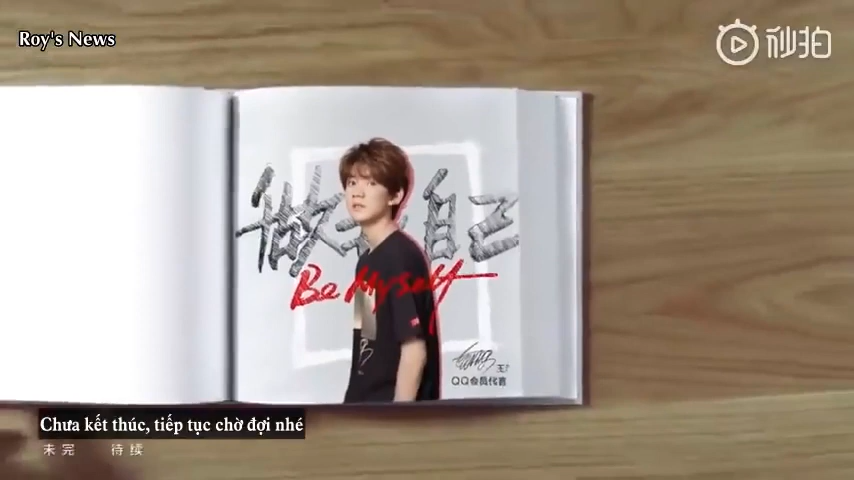 Roy's News
秒拍
做 自己
Be Myself
QQ会员代言
Chưa kết thúc, tiếp tục chờ đợi nhé
未完 待续